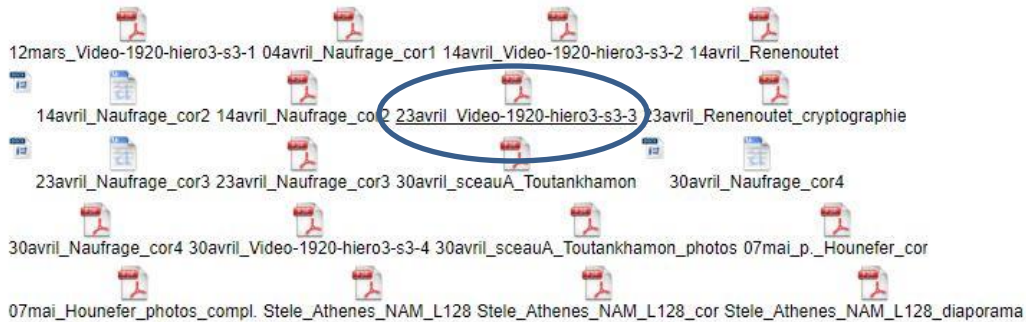 12mars_Video-1920-hiero3-s3-1 04avril_Naufrage_cor1 14avril_Video-1920-hiero3-s3-2 14avril_Renenoutet
14avril_Naufrage_cor2 14avril_Naufrage_cor2 23avril_Video-1920-hiero3-s3-3 23avril_Renenoutet_cryptographie
23avril_Naufrage_cor3 23avril_Naufrage_cor3 30avril_sceauA_Toutankhamon 30avril_Naufrage_cor4
30avril_Naufrage_cor4 30avril_Video-1920-hiero3-s3-4 30avril_sceauA_Toutankhamon_photos 07mai_p._Hounefer_cor
07mai_Hounefer_photos_compl. Stele_Athenes_NAM_L128 Stele_Athenes_NAM_L128_cor Stele_Athenes_NAM_L128_diaporama